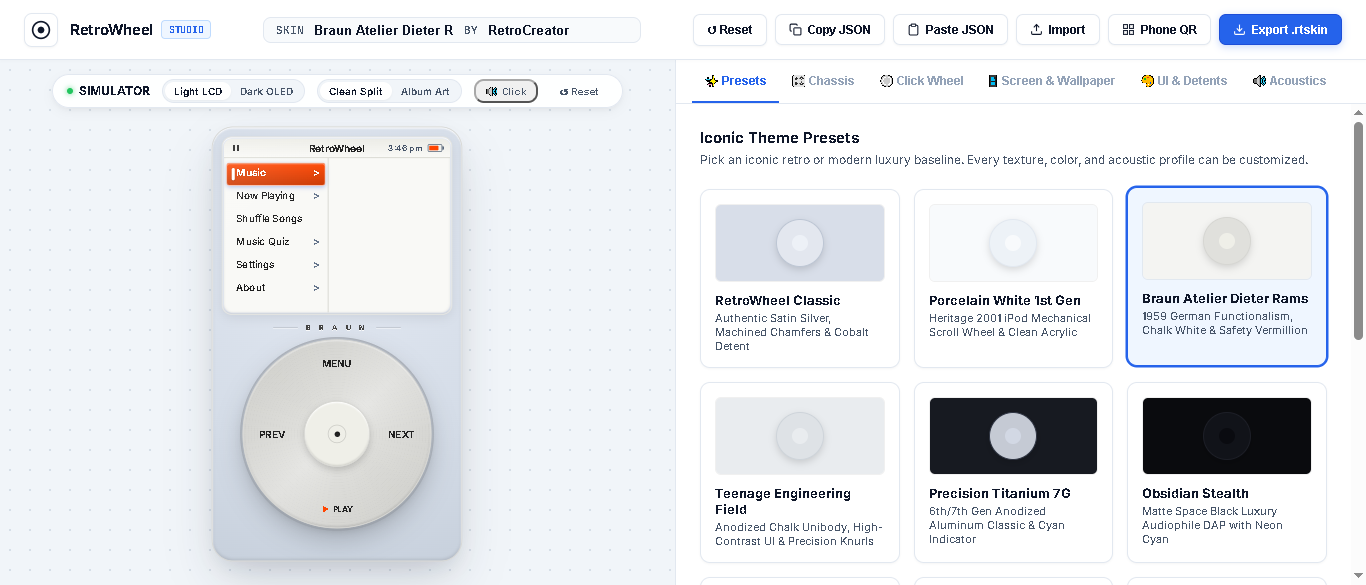 RetroWheel STUDIO
SKIN Braun Atelier Dieter R BY RetroCreator
Reset
Copy JSON
Paste JSON
Import
Phone QR
Export .rtskin
SIMULATOR
Light LCD Dark OLED
Clean Split Album Art
Click
Reset
RetroWheel 3:46 pm
Music >
Now Playing >
Shuffle Songs
Music Quiz >
Settings >
About >
BRAUN
MENU
PREV NEXT
PLAY
Presets Chassis Click Wheel Screen & Wallpaper UI & Detents Acoustics
Iconic Theme Presets
Pick an iconic retro or modern luxury baseline. Every texture, color, and acoustic profile can be customized.
RetroWheel Classic
Authentic Satin Silver,
Machined Chamfers & Cobalt
Detent
Porcelain White 1st Gen
Heritage 2001 iPod Mechanical
Scroll Wheel & Clean Acrylic
Braun Atelier Dieter Rams
1959 German Functionalism,
Chalk White & Safety Vermillion
Teenage Engineering
Field
Anodized Chalk Unibody, High-
Contrast UI & Precision Knurls
Precision Titanium 7G
6th/7th Gen Anodized
Aluminum Classic & Cyan
Indicator
Obsidian Stealth
Matte Space Black Luxury
Audiophile DAP with Neon
Cyan